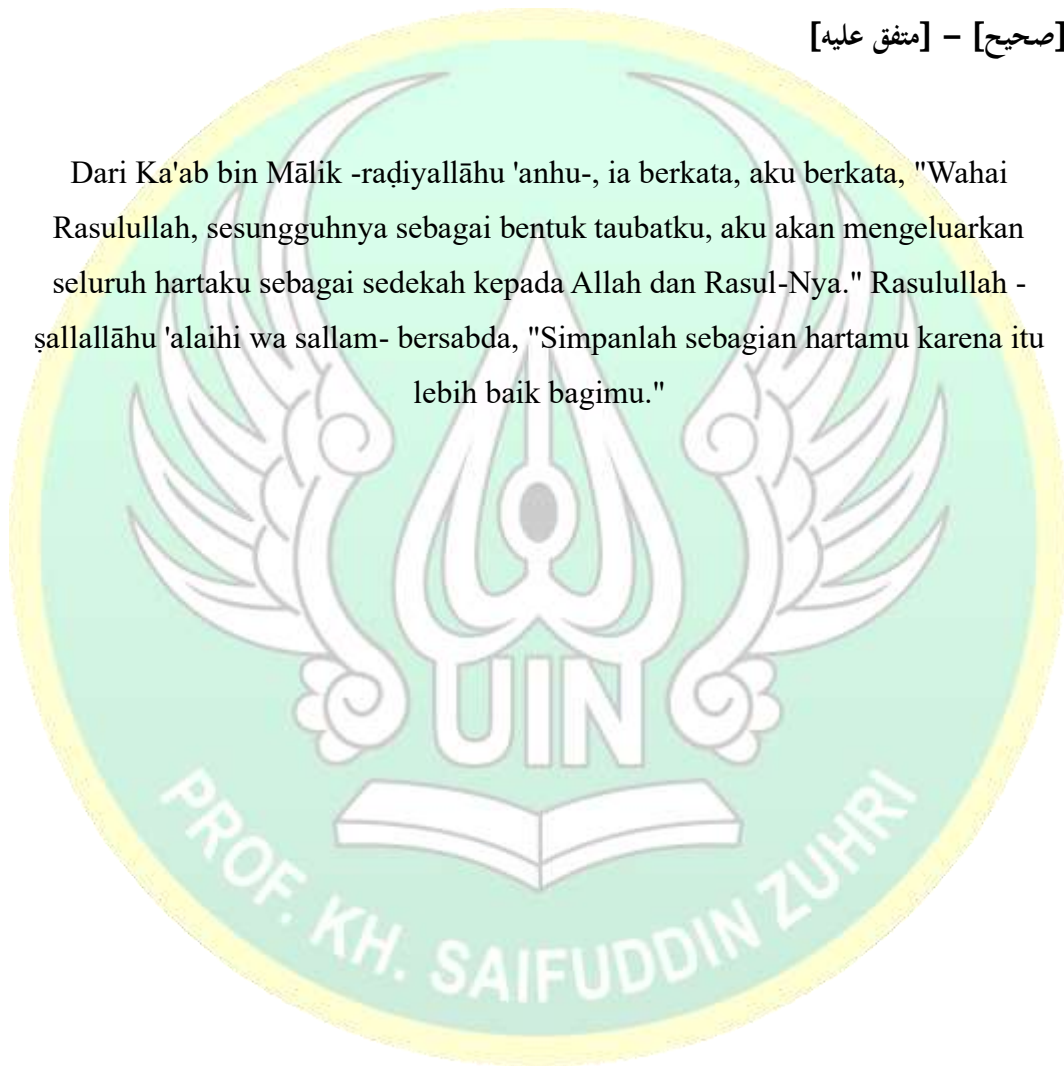 [صحيح] – [متفق عليه]
Dari Ka'ab bin Mālik -raḍiyallāhu 'anhu-, ia berkata, aku berkata, "Wahai
Rasulullah, sesungguhnya sebagai bentuk taubatku, aku akan mengeluarkan
seluruh hartaku sebagai sedekah kepada Allah dan Rasul-Nya." Rasulullah -
ṣallallāhu 'alaihi wa sallam- bersabda, "Simpanlah sebagian hartamu karena itu
lebih baik bagimu."
UIN
PROF. KH. SAIFUDDIN ZUHRI